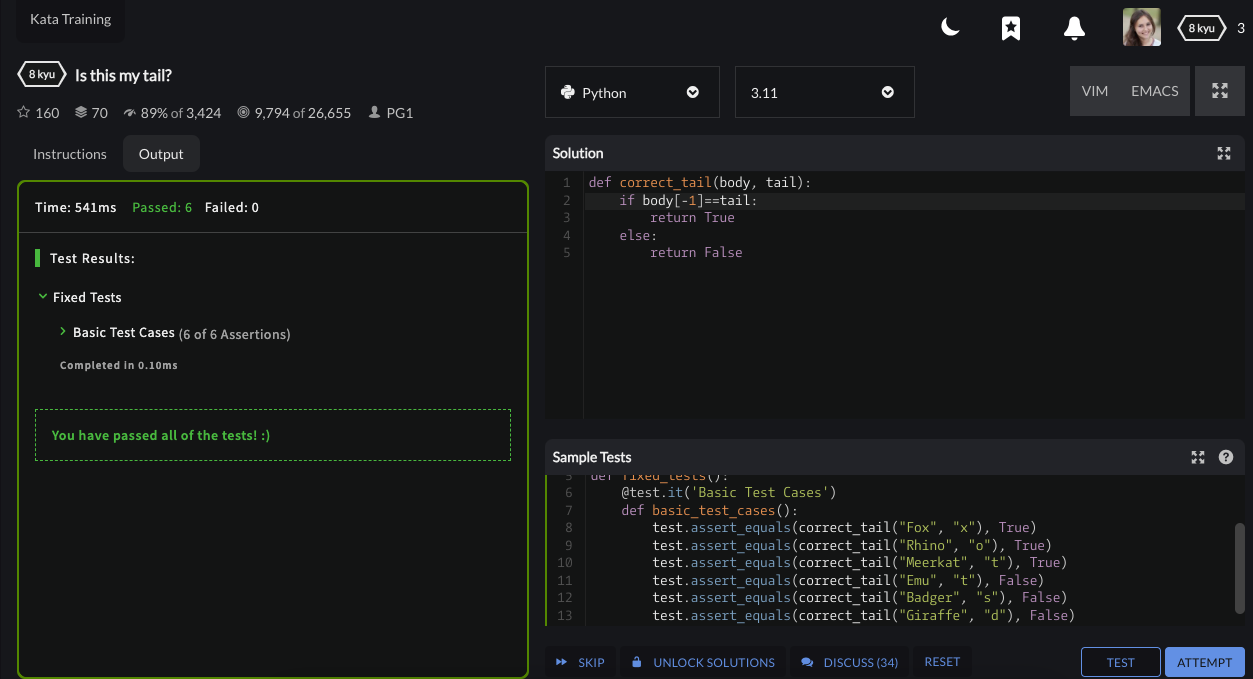 Kata Training
8 kyu
3
8 kyu Is this my tail?
160 70 89% of 3,424 9,794 of 26,655 PG1
Instructions Output
Time: 541ms Passed: 6 Failed: 0
Test Results:
Fixed Tests
Basic Test Cases (6 of 6 Assertions)
Completed in 0.10ms
You have passed all of the tests! :)
Python 3.11 VIM EMACS
Solution
1 def correct_tail(body, tail):
2     if body[-1]==tail:
3         return True
4     else:
5         return False
Sample Tests
5 def fixed_tests():
6     @test.it('Basic Test Cases')
7     def basic_test_cases():
8         test.assert_equals(correct_tail("Fox", "x"), True)
9         test.assert_equals(correct_tail("Rhino", "o"), True)
10         test.assert_equals(correct_tail("Meerkat", "t"), True)
11         test.assert_equals(correct_tail("Emu", "t"), False)
12         test.assert_equals(correct_tail("Badger", "s"), False)
13         test.assert_equals(correct_tail("Giraffe", "d"), False)
SKIP UNLOCK SOLUTIONS DISCUSS (34) RESET TEST ATTEMPT